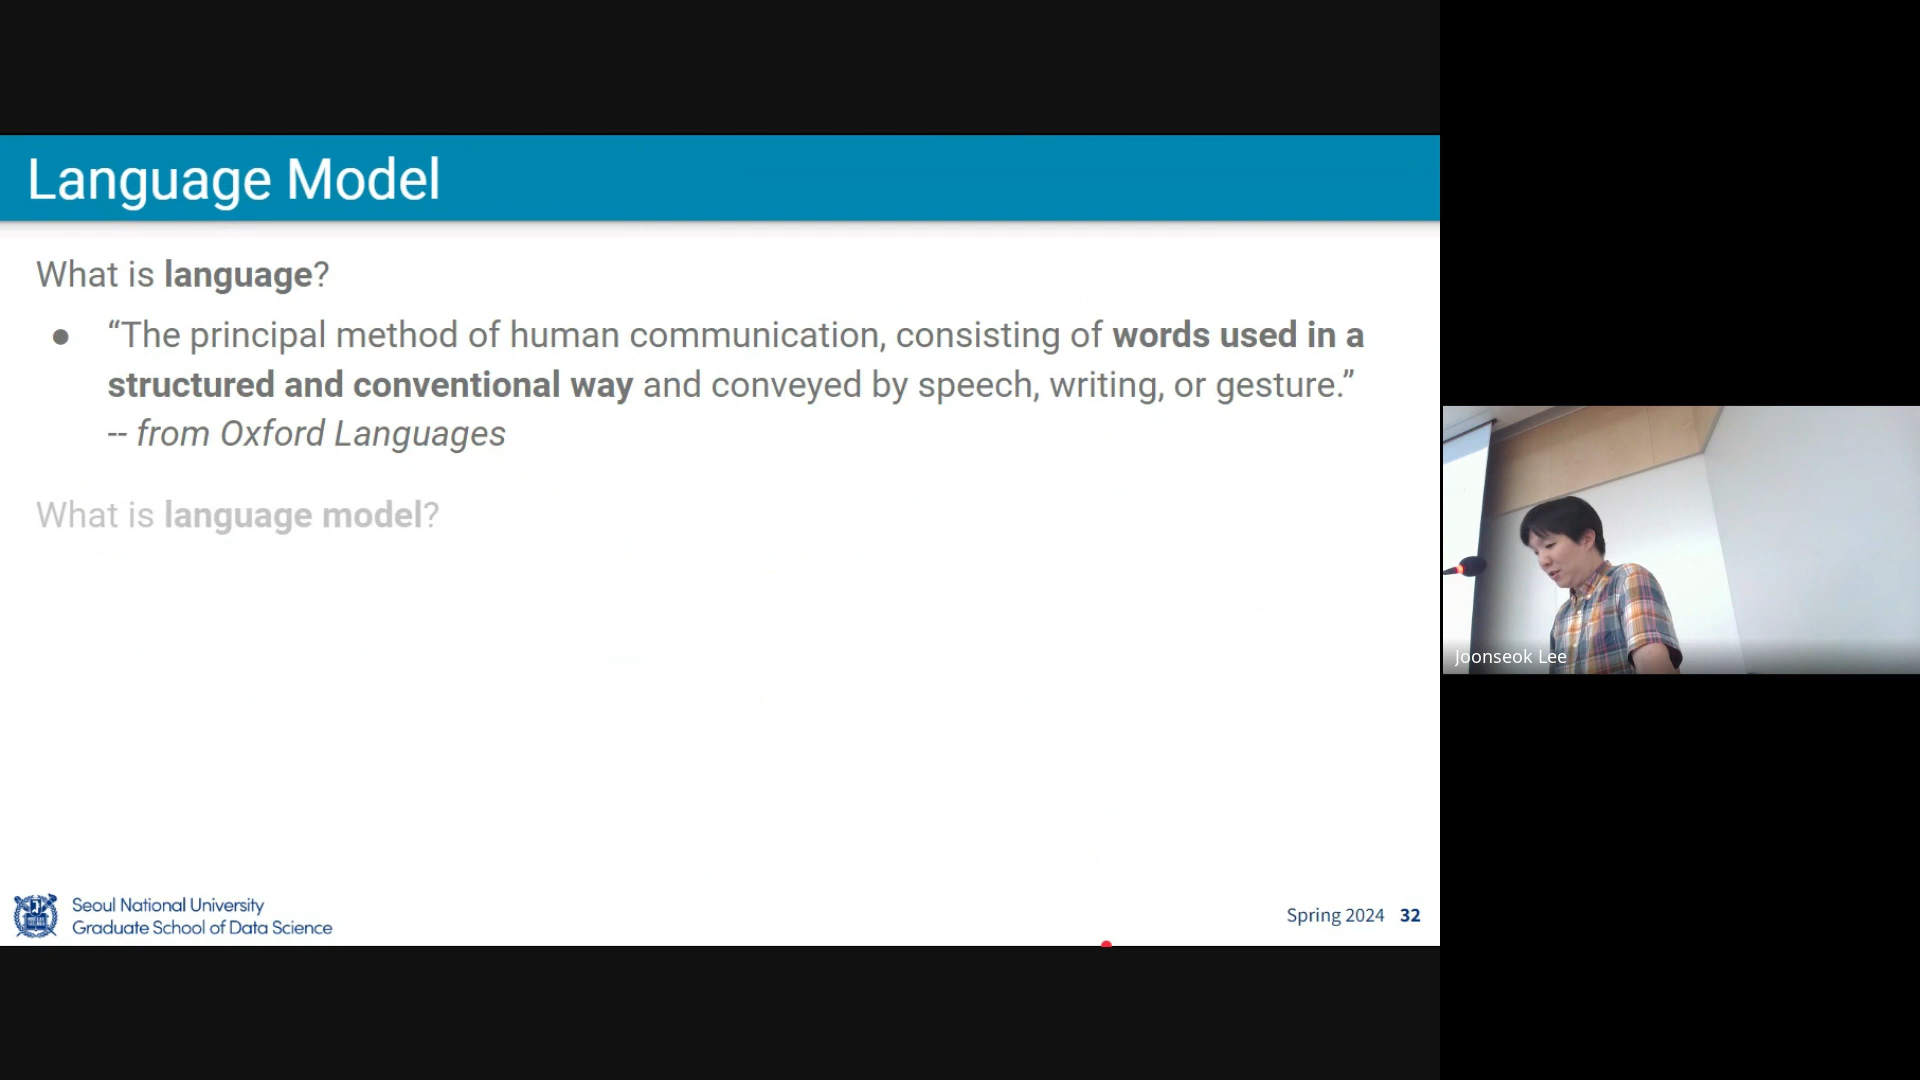 Language Model
What is language?
● “The principal method of human communication, consisting of words used in a
structured and conventional way and conveyed by speech, writing, or gesture.”
-- from Oxford Languages
What is language model?
Joonseok Lee
Seoul National University
Graduate School of Data Science
Spring 2024 32